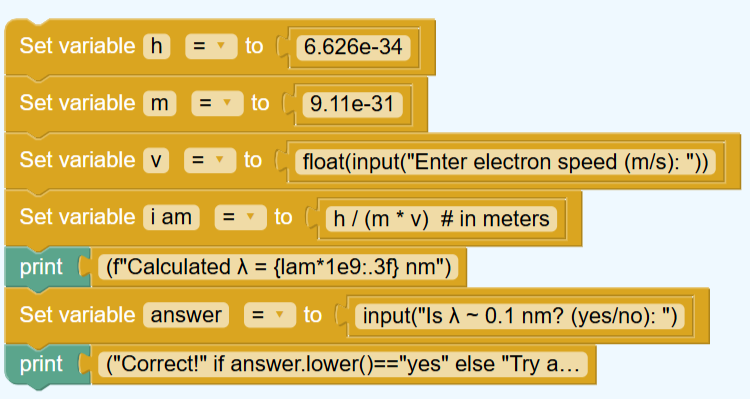 Set variable h = to 6.626e-34
Set variable m = to 9.11e-31
Set variable v = to float(input("Enter electron speed (m/s): "))
Set variable i am = to h / (m * v)  # in meters
print (f"Calculated λ = {lam*1e9:.3f} nm")
Set variable answer = to input("Is λ ~ 0.1 nm? (yes/no): ")
print ("Correct!" if answer.lower()=="yes" else "Try a…